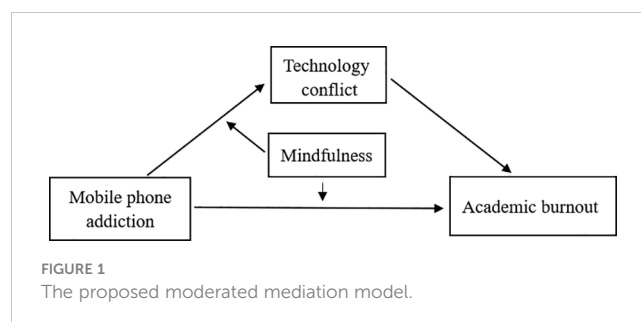 Technology
conflict
Mindfulness
Mobile phone
addiction
Academic burnout
FIGURE 1
The proposed moderated mediation model.